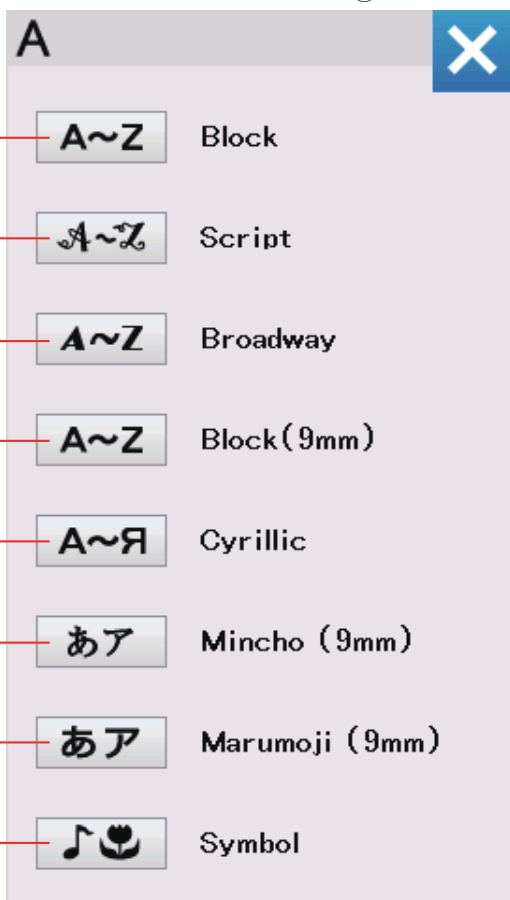 A
A~Z Block
A~Z Script
A~Z Broadway
A~Z Block(9mm)
A~Я Cyrillic
あア Mincho (9mm)
あア Marumoji (9mm)
♪ Symbol